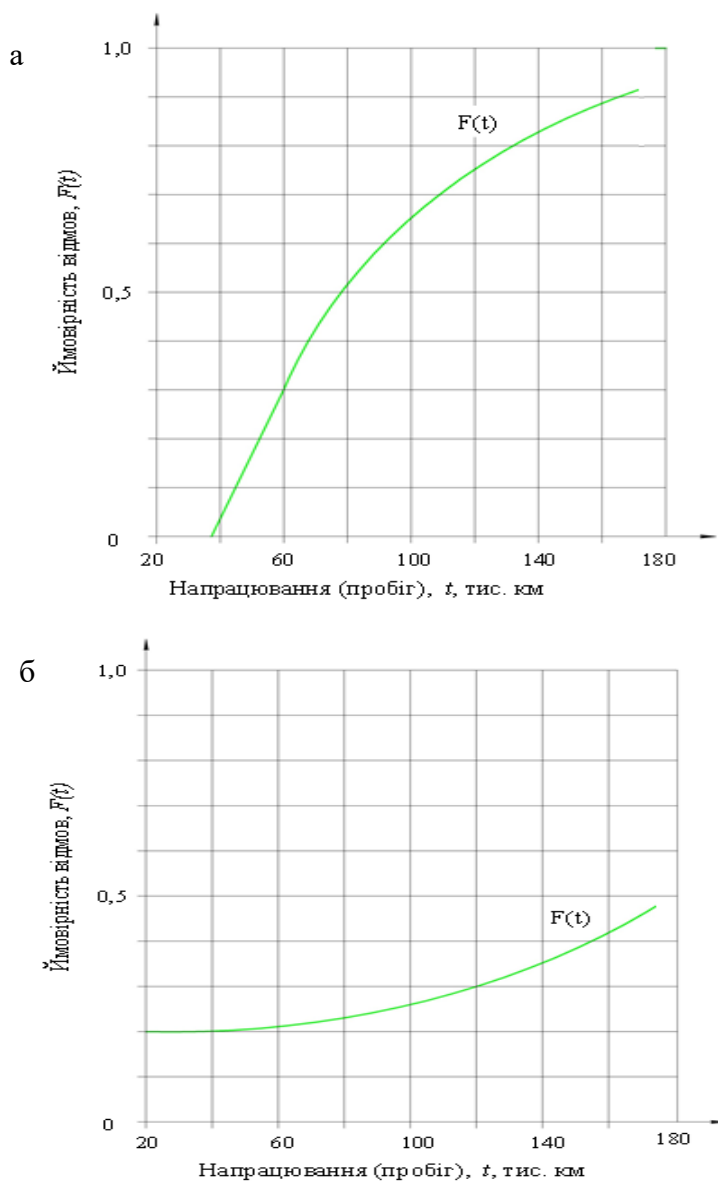 а
1,0
F(t)
Ймовірність відмов, F(t)
0,5
0
20 60 100 140 180
Напрацювання (пробіг), t, тис. км
б
1,0
Ймовірність відмов, F(t)
0,5
F(t)
0
20 60 100 140 180
Напрацювання (пробіг), t, тис. км